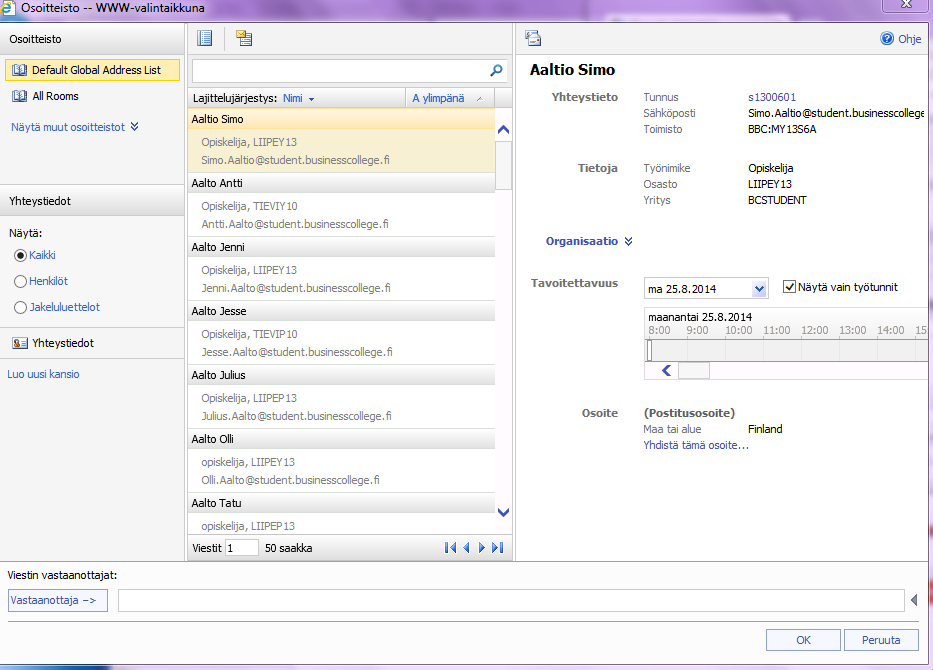 Osoitteisto -- WWW-valintaikkuna
Osoitteisto
Default Global Address List
All Rooms
Näytä muut osoitteistot
Yhteystiedot
Näytä:
Kaikki
Henkilöt
Jakeluluettelot
Yhteystiedot
Luo uusi kansio
Lajittelujärjestys: Nimi
A ylimpänä
Aaltio Simo
Opiskelija, LIIPEY13
Simo.Aaltio@student.businesscollege.fi
Aalto Antti
Opiskelija, TIEVIY10
Antti.Aalto@student.businesscollege.fi
Aalto Jenni
Opiskelija, LIIPEY13
Jenni.Aalto@student.businesscollege.fi
Aalto Jesse
Opiskelija, TIEVIP10
Jesse.Aalto@student.businesscollege.fi
Aalto Julius
Opiskelija, LIIPEP13
Julius.Aalto@student.businesscollege.fi
Aalto Olli
opiskelija, LIIPEY13
Olli.Aalto@student.businesscollege.fi
Aalto Tatu
opiskelija, LIIPEP13
Viestit 1 50 saakka
Ohje
Aaltio Simo
Yhteystieto Tunnus s1300601
Sähköposti Simo.Aaltio@student.businesscollege
Toimisto BBC:MY13S6A
Tietoja Työnimike Opiskelija
Osasto LIIPEY13
Yritys BCSTUDENT
Organisaatio
Tavoitettavuus ma 25.8.2014 Näytä vain työtunnit
maanantai 25.8.2014
8:00 9:00 10:00 11:00 12:00 13:00 14:00 15
Osoite (Postitusosoite)
Maa tai alue Finland
Yhdistä tämä osoite...
Viestin vastaanottajat:
Vastaanottaja ->
OK Peruuta